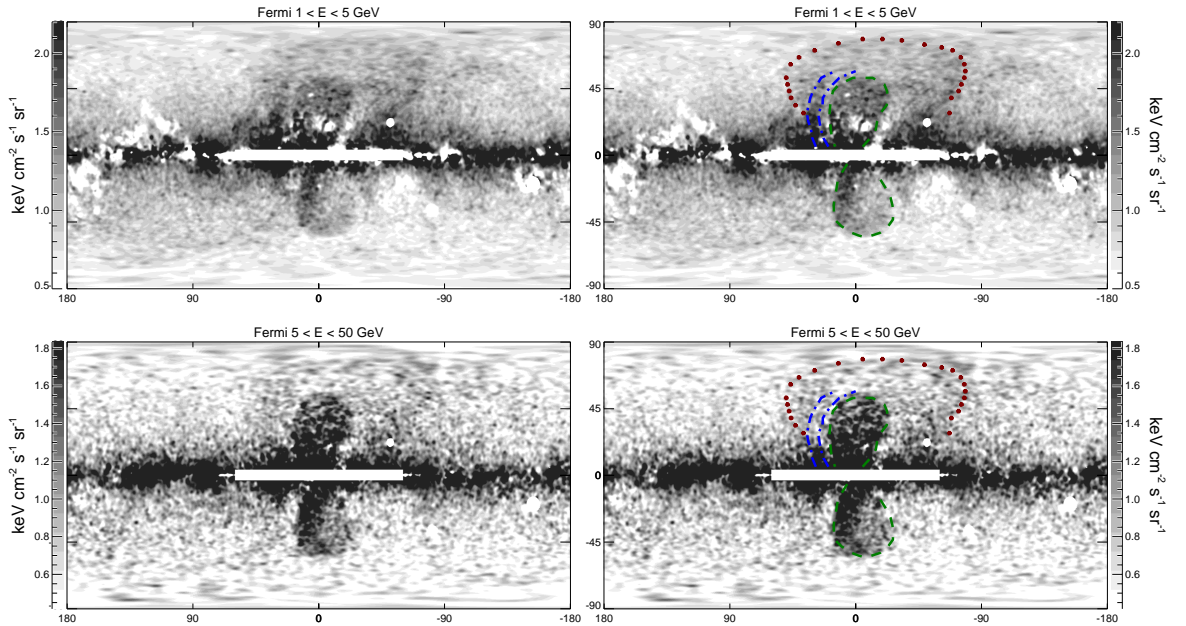 Fermi 1 < E < 5 GeV
2.0
1.5
1.0
0.5
keV cm-2 s-1 sr-1
180 90 0 -90 -180
Fermi 1 < E < 5 GeV
90
45
0
-45
-90
180 90 0 -90 -180
2.0
1.5
1.0
0.5
keV cm-2 s-1 sr-1
Fermi 5 < E < 50 GeV
1.8
1.6
1.4
1.2
1.0
0.8
0.6
keV cm-2 s-1 sr-1
180 90 0 -90 -180
Fermi 5 < E < 50 GeV
90
45
0
-45
-90
180 90 0 -90 -180
1.8
1.6
1.4
1.2
1.0
0.8
0.6
keV cm-2 s-1 sr-1